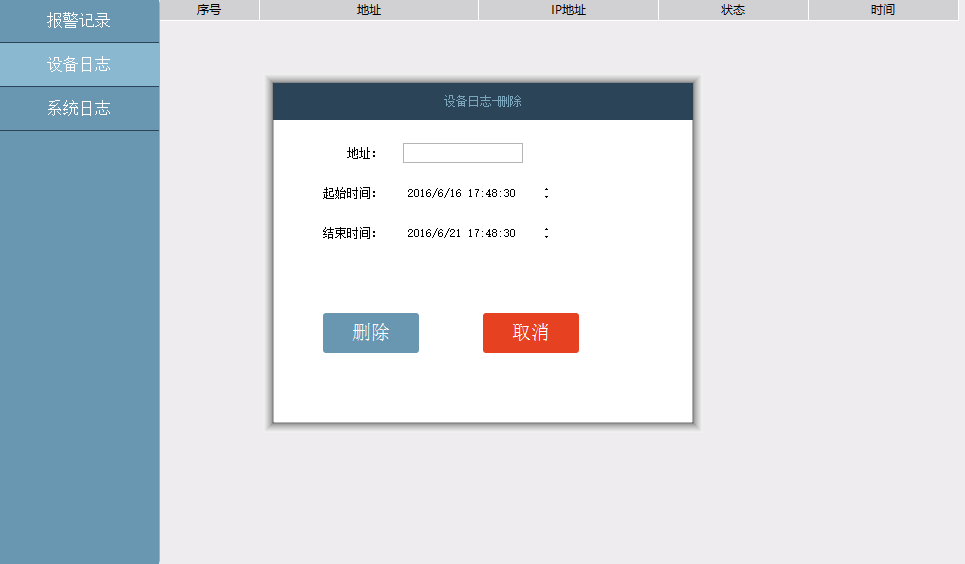 报警记录
设备日志
系统日志
序号 地址 IP地址 状态 时间
设备日志-删除
地址：
起始时间： 2016/6/16 17:48:30
结束时间： 2016/6/21 17:48:30
删除 取消